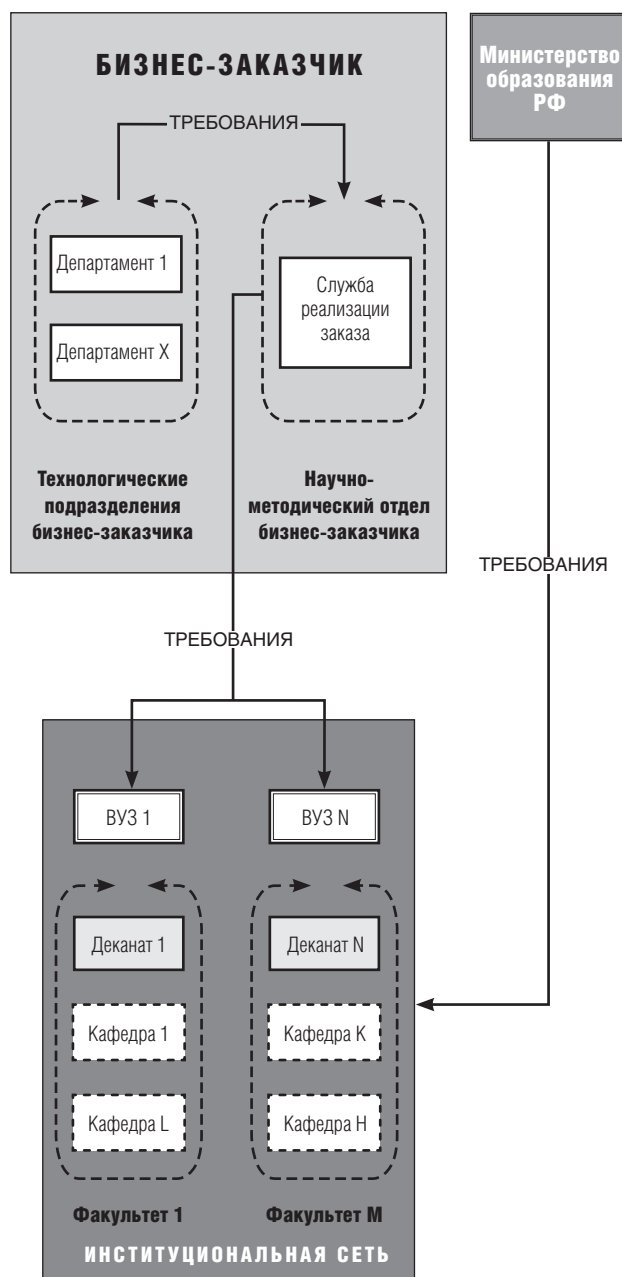 БИЗНЕС-ЗАКАЗЧИК
Министерство
образования
РФ
ТРЕБОВАНИЯ
Департамент 1
Департамент X
Служба
реализации
заказа
Технологические
подразделения
бизнес-заказчика
Научно-
методический отдел
бизнес-заказчика
ТРЕБОВАНИЯ
ТРЕБОВАНИЯ
ВУЗ 1
ВУЗ N
Деканат 1
Деканат N
Кафедра 1
Кафедра K
Кафедра L
Кафедра H
Факультет 1
Факультет M
ИНСТИТУЦИОНАЛЬНАЯ СЕТЬ